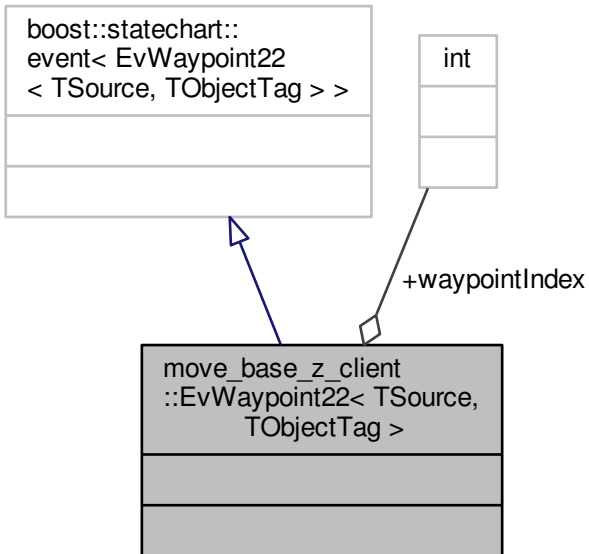 boost::statechart::
event< EvWaypoint22
< TSource, TObjectTag > >
int
+waypointIndex
move_base_z_client
::EvWaypoint22< TSource,
TObjectTag >